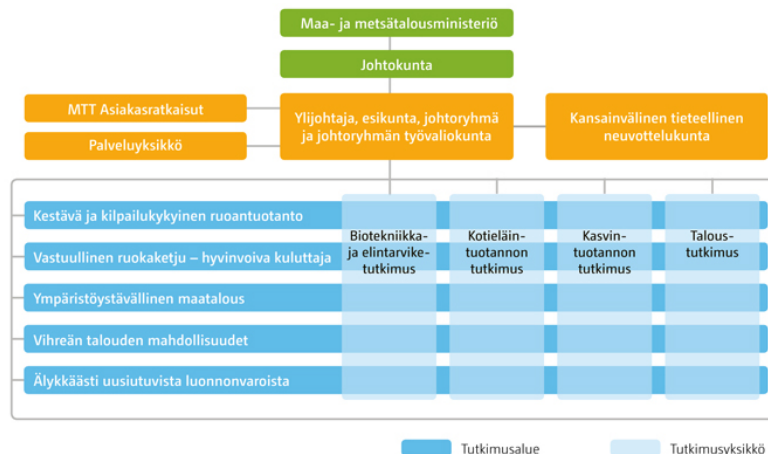 Maa- ja metsätalousministeriö
Johtokunta
MTT Asiakasratkaisut
Palveluyksikkö
Ylijohtaja, esikunta, johtoryhmä
ja johtoryhmän työvaliokunta
Kansainvälinen tieteellinen
neuvottelukunta
Kestävä ja kilpailukykyinen ruoantuotanto
Vastuullinen ruokaketju – hyvinvoiva kuluttaja
Ympäristöystävällinen maatalous
Vihreän talouden mahdollisuudet
Älykkäästi uusiutuvista luonnonvaroista
Biotekniikka-
ja elintarvike-
tutkimus
Kotieläin-
tuotannon
tutkimus
Kasvin-
tuotannon
tutkimus
Talous-
tutkimus
Tutkimusalue
Tutkimusyksikkö